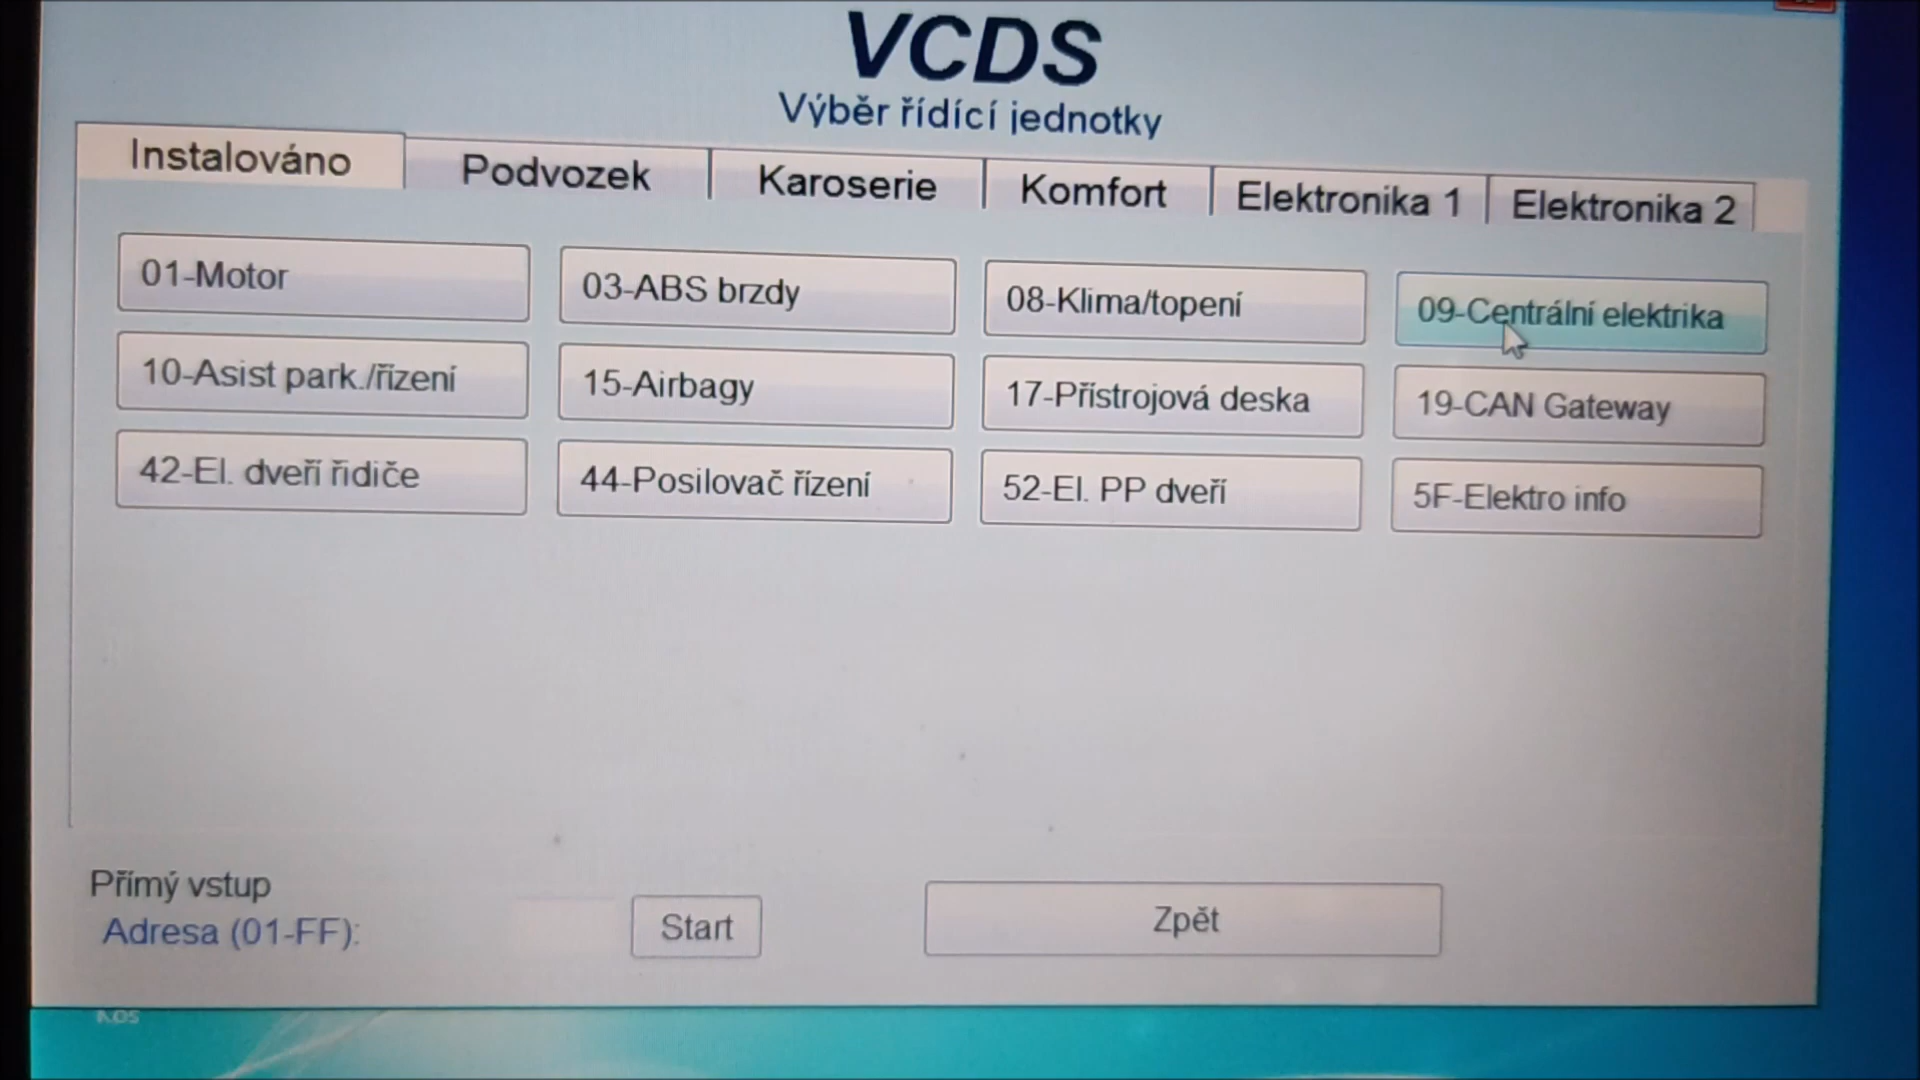 VCDS
Výběr řídící jednotky
Instalováno Podvozek Karoserie Komfort Elektronika 1 Elektronika 2
01-Motor 03-ABS brzdy 08-Klima/topení 09-Centrální elektrika
10-Asist park./řízení 15-Airbagy 17-Přístrojová deska 19-CAN Gateway
42-El. dveří řidiče 44-Posilovač řízení 52-El. PP dveří 5F-Elektro info
Přímý vstup
Adresa (01-FF): Start Zpět